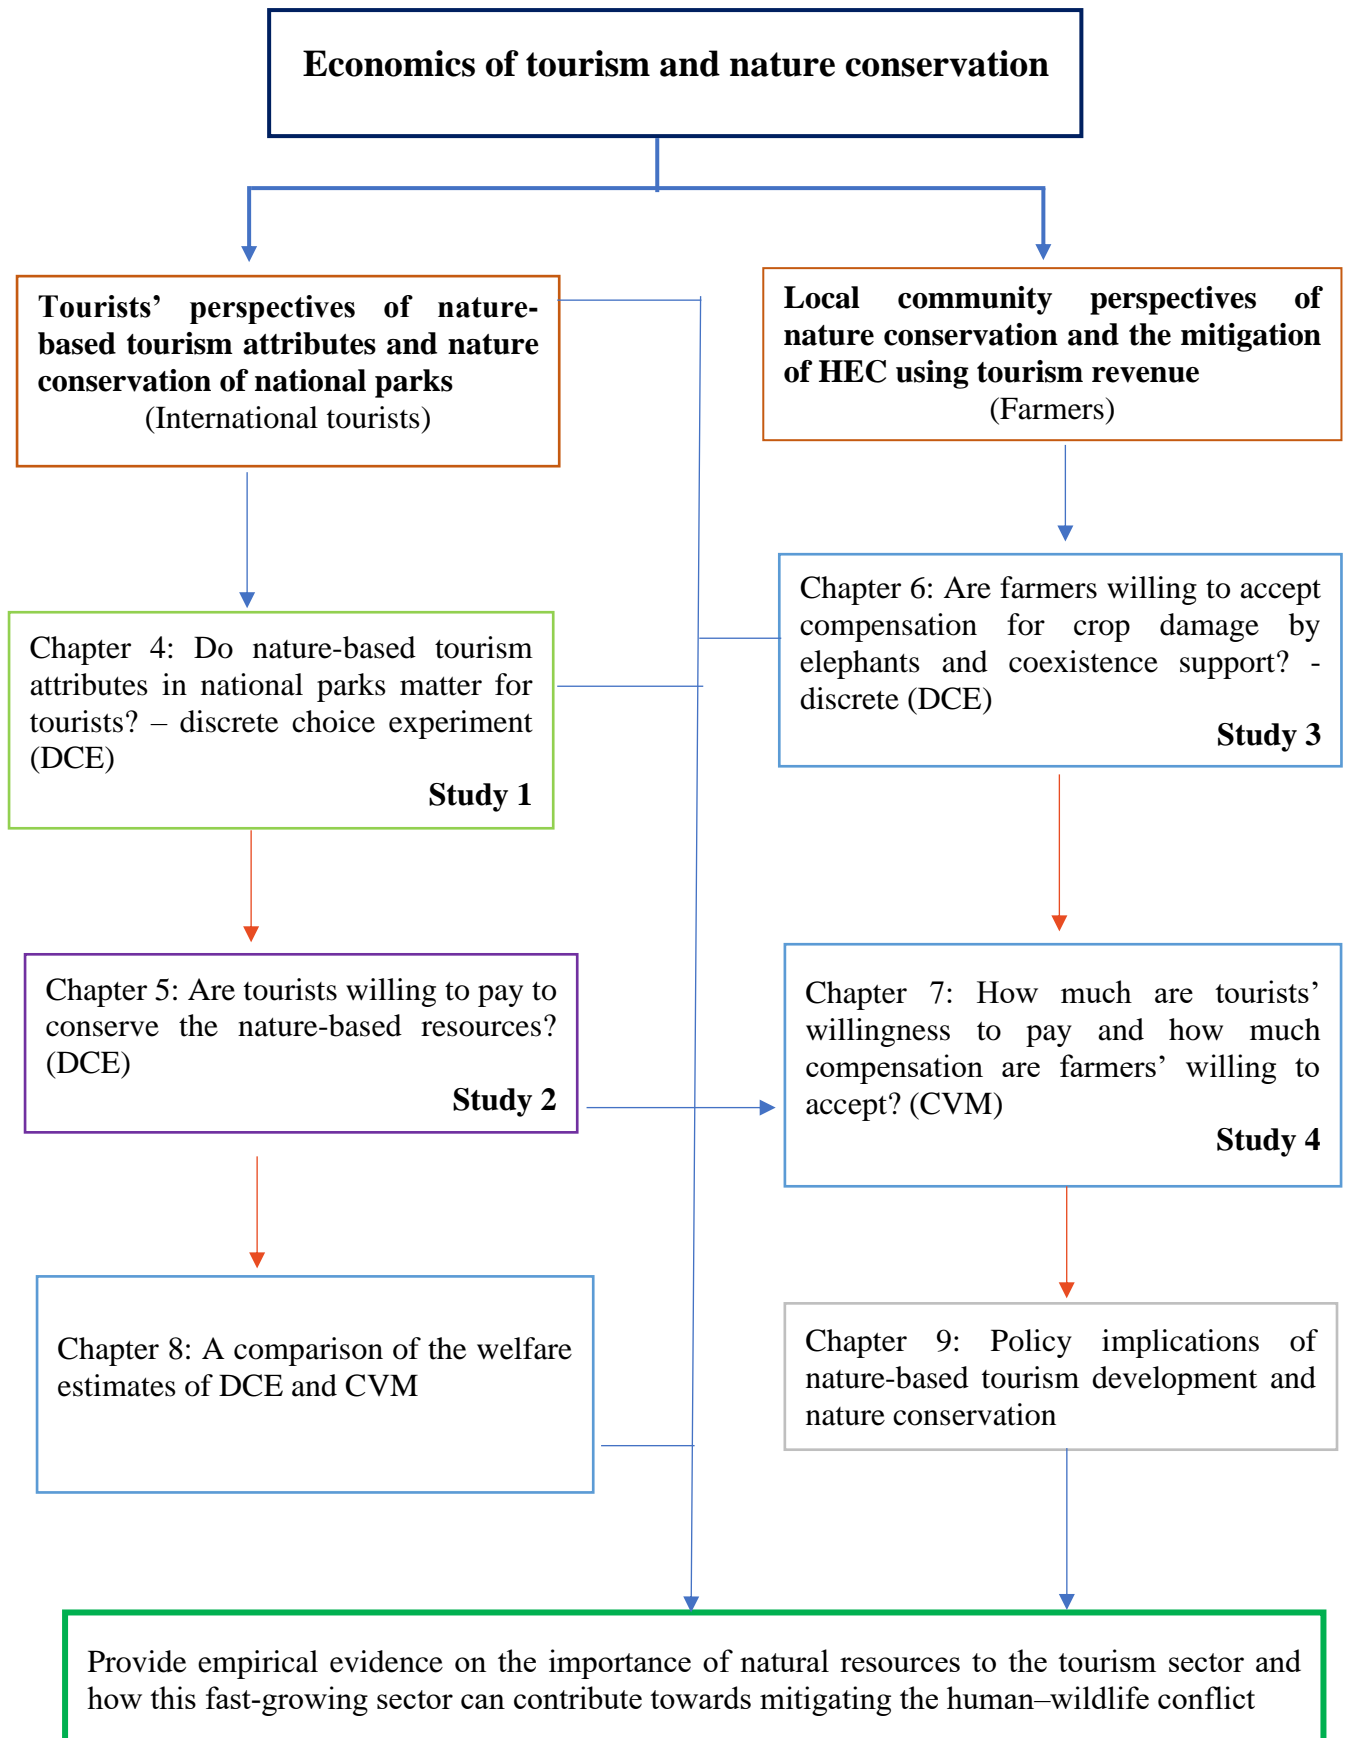 Economics of tourism and nature conservation
Tourists’ perspectives of nature-
based tourism attributes and nature
conservation of national parks
(International tourists)
Local community perspectives of
nature conservation and the mitigation
of HEC using tourism revenue
(Farmers)
Chapter 4: Do nature-based tourism
attributes in national parks matter for
tourists? – discrete choice experiment
(DCE)
Study 1
Chapter 6: Are farmers willing to accept
compensation for crop damage by
elephants and coexistence support? -
discrete (DCE)
Study 3
Chapter 5: Are tourists willing to pay to
conserve the nature-based resources?
(DCE)
Study 2
Chapter 7: How much are tourists’
willingness to pay and how much
compensation are farmers’ willing to
accept? (CVM)
Study 4
Chapter 8: A comparison of the welfare
estimates of DCE and CVM
Chapter 9: Policy implications of
nature-based tourism development and
nature conservation
Provide empirical evidence on the importance of natural resources to the tourism sector and
how this fast-growing sector can contribute towards mitigating the human–wildlife conflict